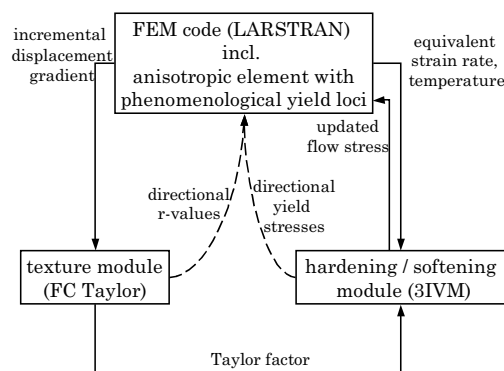 FEM code (LARSTRAN)
incl.
anisotropic element with
phenomenological yield loci
incremental
displacement
gradient
equivalent
strain rate,
temperature
updated
flow stress
directional
r-values
directional
yield
stresses
texture module
(FC Taylor)
hardening / softening
module (3IVM)
Taylor factor